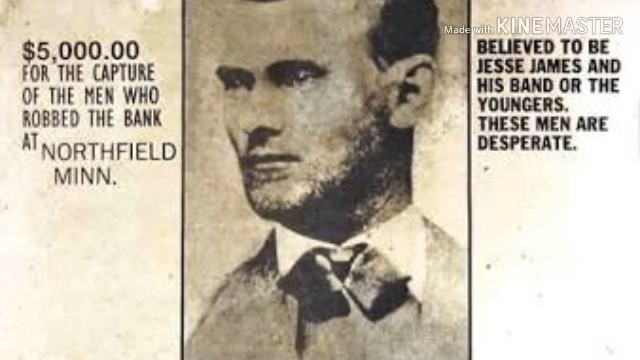 Made with KINEMASTER
$5,000.00
FOR THE CAPTURE
OF THE MEN WHO
ROBBED THE BANK
AT NORTHFIELD
MINN.
BELIEVED TO BE
JESSE JAMES AND
HIS BAND OR THE
YOUNGERS.
THESE MEN ARE
DESPERATE.